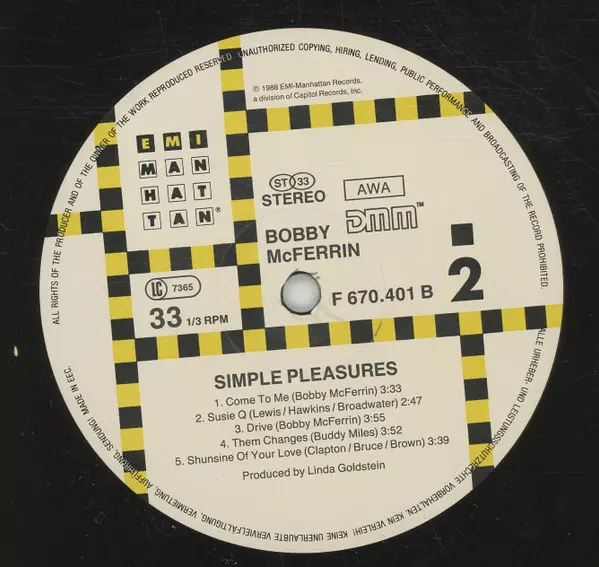 ALL RIGHTS OF THE PRODUCER AND OF THE OWNER OF THE WORK REPRODUCED RESERVED UNAUTHORIZED COPYING, HIRING, LENDING, PUBLIC PERFORMANCE AND BROADCASTING OF THE RECORD PROHIBITED.
℗ 1988 EMI-Manhattan Records.
a division of Capitol Records, Inc.
EMI
MAN
HAT
TAN®
ST 33
STEREO
AWA
DMM™
BOBBY
McFERRIN
LC 7365
33 1/3 RPM
F 670.401 B
2
SIMPLE PLEASURES
1. Come To Me (Bobby McFerrin) 3:33
2. Susie Q (Lewis / Hawkins / Broadwater) 2:47
3. Drive (Bobby McFerrin) 3:55
4. Them Changes (Buddy Miles) 3:52
5. Shunsine Of Your Love (Clapton / Bruce / Brown) 3:39
Produced by Linda Goldstein
ALLE URHEBER- UND LEISTUNGSSCHUTZRECHTE VORBEHALTEN. KEIN VERLEIH! KEINE UNERLAUBTE VERVIELFÄLTIGUNG, VERMIETUNG, AUFFÜHRUNG, SENDUNG! MADE IN EEC.